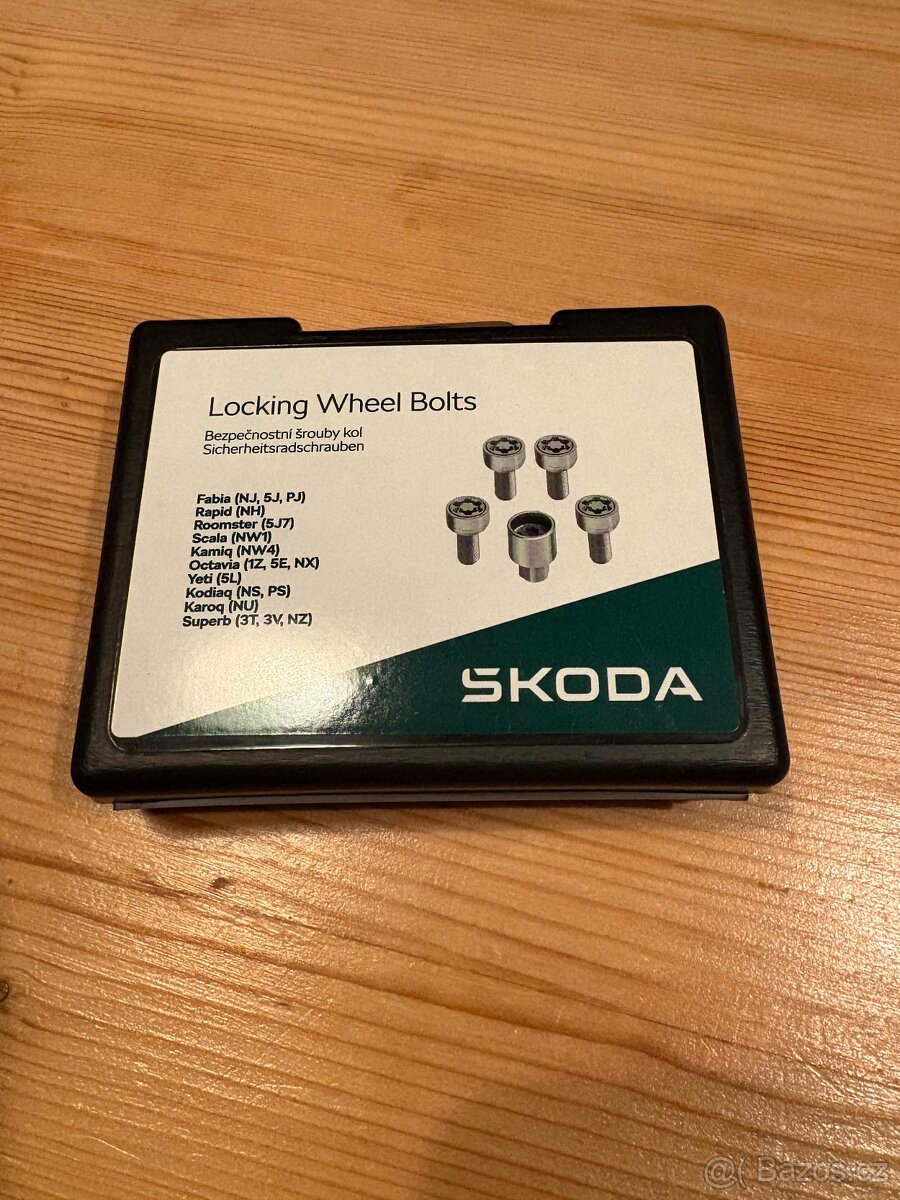 Locking Wheel Bolts
Bezpečnostní šrouby kol
Sicherheitsradschrauben
Fabia (NJ, 5J, PJ)
Rapid (NH)
Roomster (5J7)
Scala (NW1)
Kamiq (NW4)
Octavia (1Z, 5E, NX)
Yeti (5L)
Kodiaq (NS, PS)
Karoq (NU)
Superb (3T, 3V, NZ)
ŠKODA
@( Bazos.cz